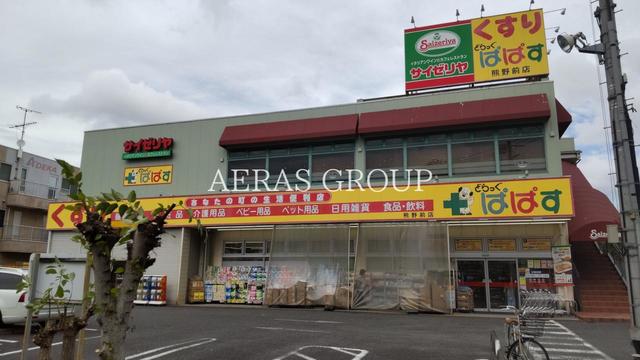 Saizeriya
イタリアンワイン&カフェレストラン
サイゼリヤ
くすり
どらっぐ ぱぱす
熊野前店
サイゼリヤ
どらっぐ ぱぱす
ADEKA
AERAS GROUP
あなたの町の生活便利店
介護用品 ベビー用品 ペット用品 日用雑貨 食品・飲料
熊野前店
どらっぐ ぱぱす
Saizeriya